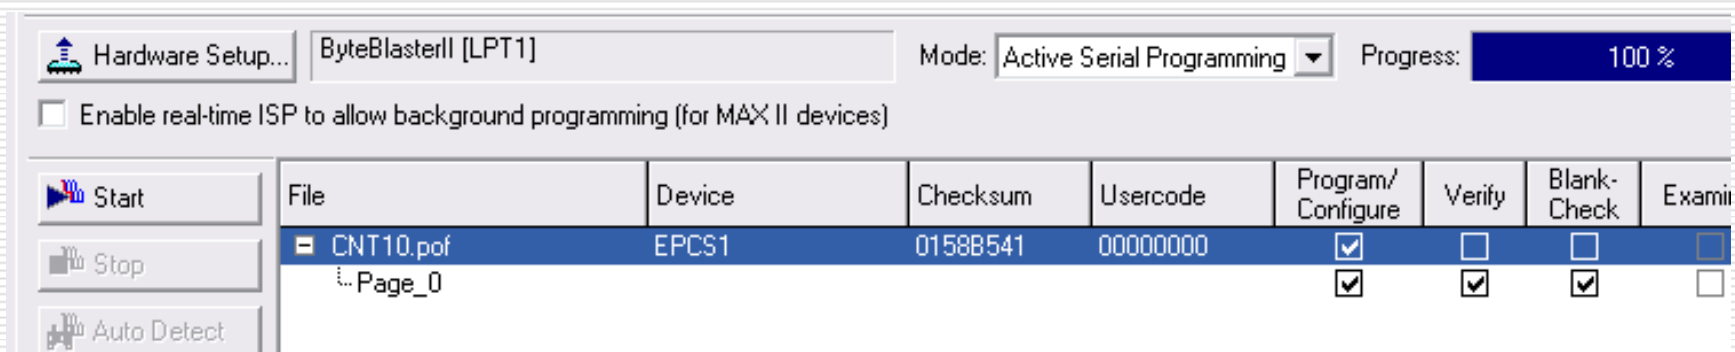 Hardware Setup... ByteBlasterII [LPT1] Mode: Active Serial Programming Progress: 100 %
Enable real-time ISP to allow background programming (for MAX II devices)
Start
Stop
Auto Detect
File Device Checksum Usercode Program/ Configure Verify Blank- Check Examin
CNT10.pof EPCS1 0158B541 00000000
Page_0